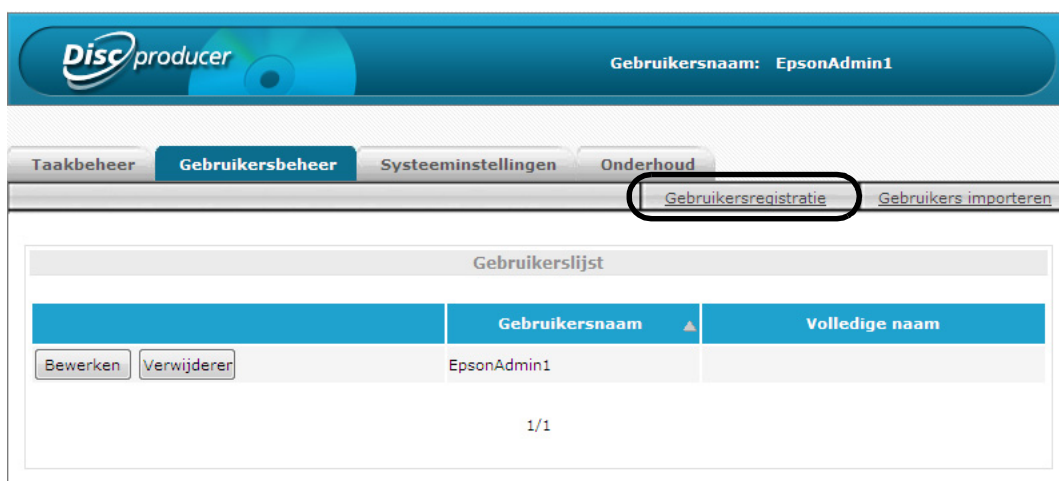 Disc producer
Gebruikersnaam: EpsonAdmin1
Taakbeheer Gebruikersbeheer Systeeminstellingen Onderhoud
Gebruikersregistratie Gebruikers importeren
Gebruikerslijst
Gebruikersnaam Volledige naam
Bewerken Verwijderer EpsonAdmin1
1/1